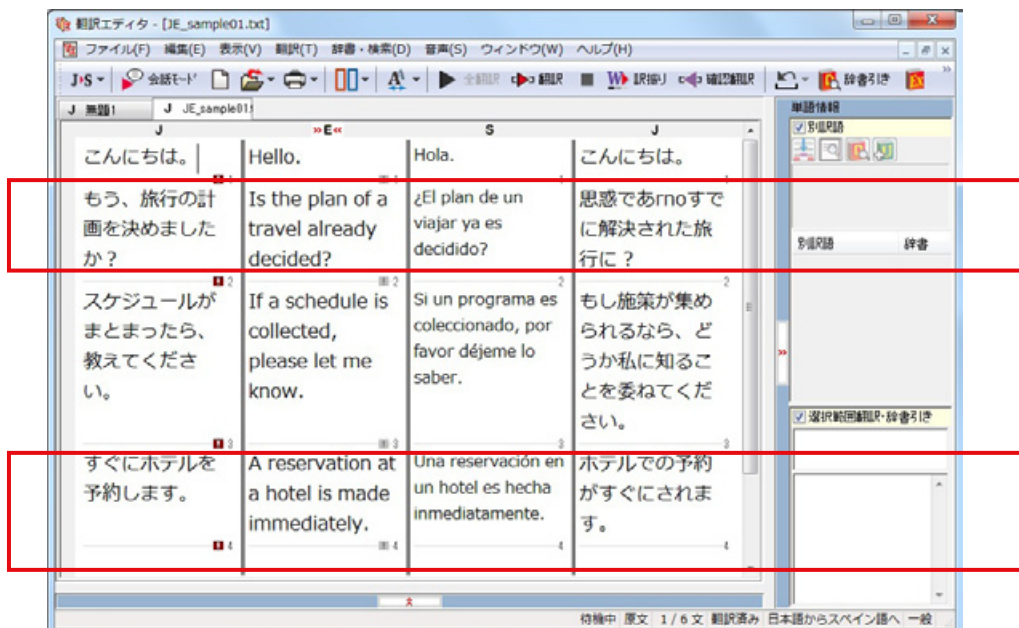 翻訳エディタ - [JE_sample01.txt]
ファイル(F) 編集(E) 表示(V) 翻訳(T) 辞書・検索(D) 音声(S) ウィンドウ(W) ヘルプ(H)
J›S 会話モード 全翻訳 翻訳 訳振り 確認翻訳 辞書引き
J 無題1 J JE_sample01
単語情報
J »E« S J
別訳語
こんにちは。 Hello. Hola. こんにちは。
もう、旅行の計 Is the plan of a ¿El plan de un 思惑であrnoすで
画を決めました travel already viajar ya es に解決された旅
か? decided? decidido? 行に?
別訳語 辞書
2 2 2 2
スケジュールが If a schedule is Si un programa es もし施策が集め
まとまったら、 collected, coleccionado, por られるなら、ど
教えてくださ please let me favor déjeme lo うか私に知るこ
い。 know. saber. とを委ねてくだ
さい。
選択範囲翻訳・辞書引き
3 3 3 3
すぐにホテルを A reservation at Una reservación en ホテルでの予約
予約します。 a hotel is made un hotel es hecha がすぐにされま
immediately. inmediatamente. す。
4 4 4 4
待機中 原文 1/6文 翻訳済み 日本語からスペイン語へ 一般